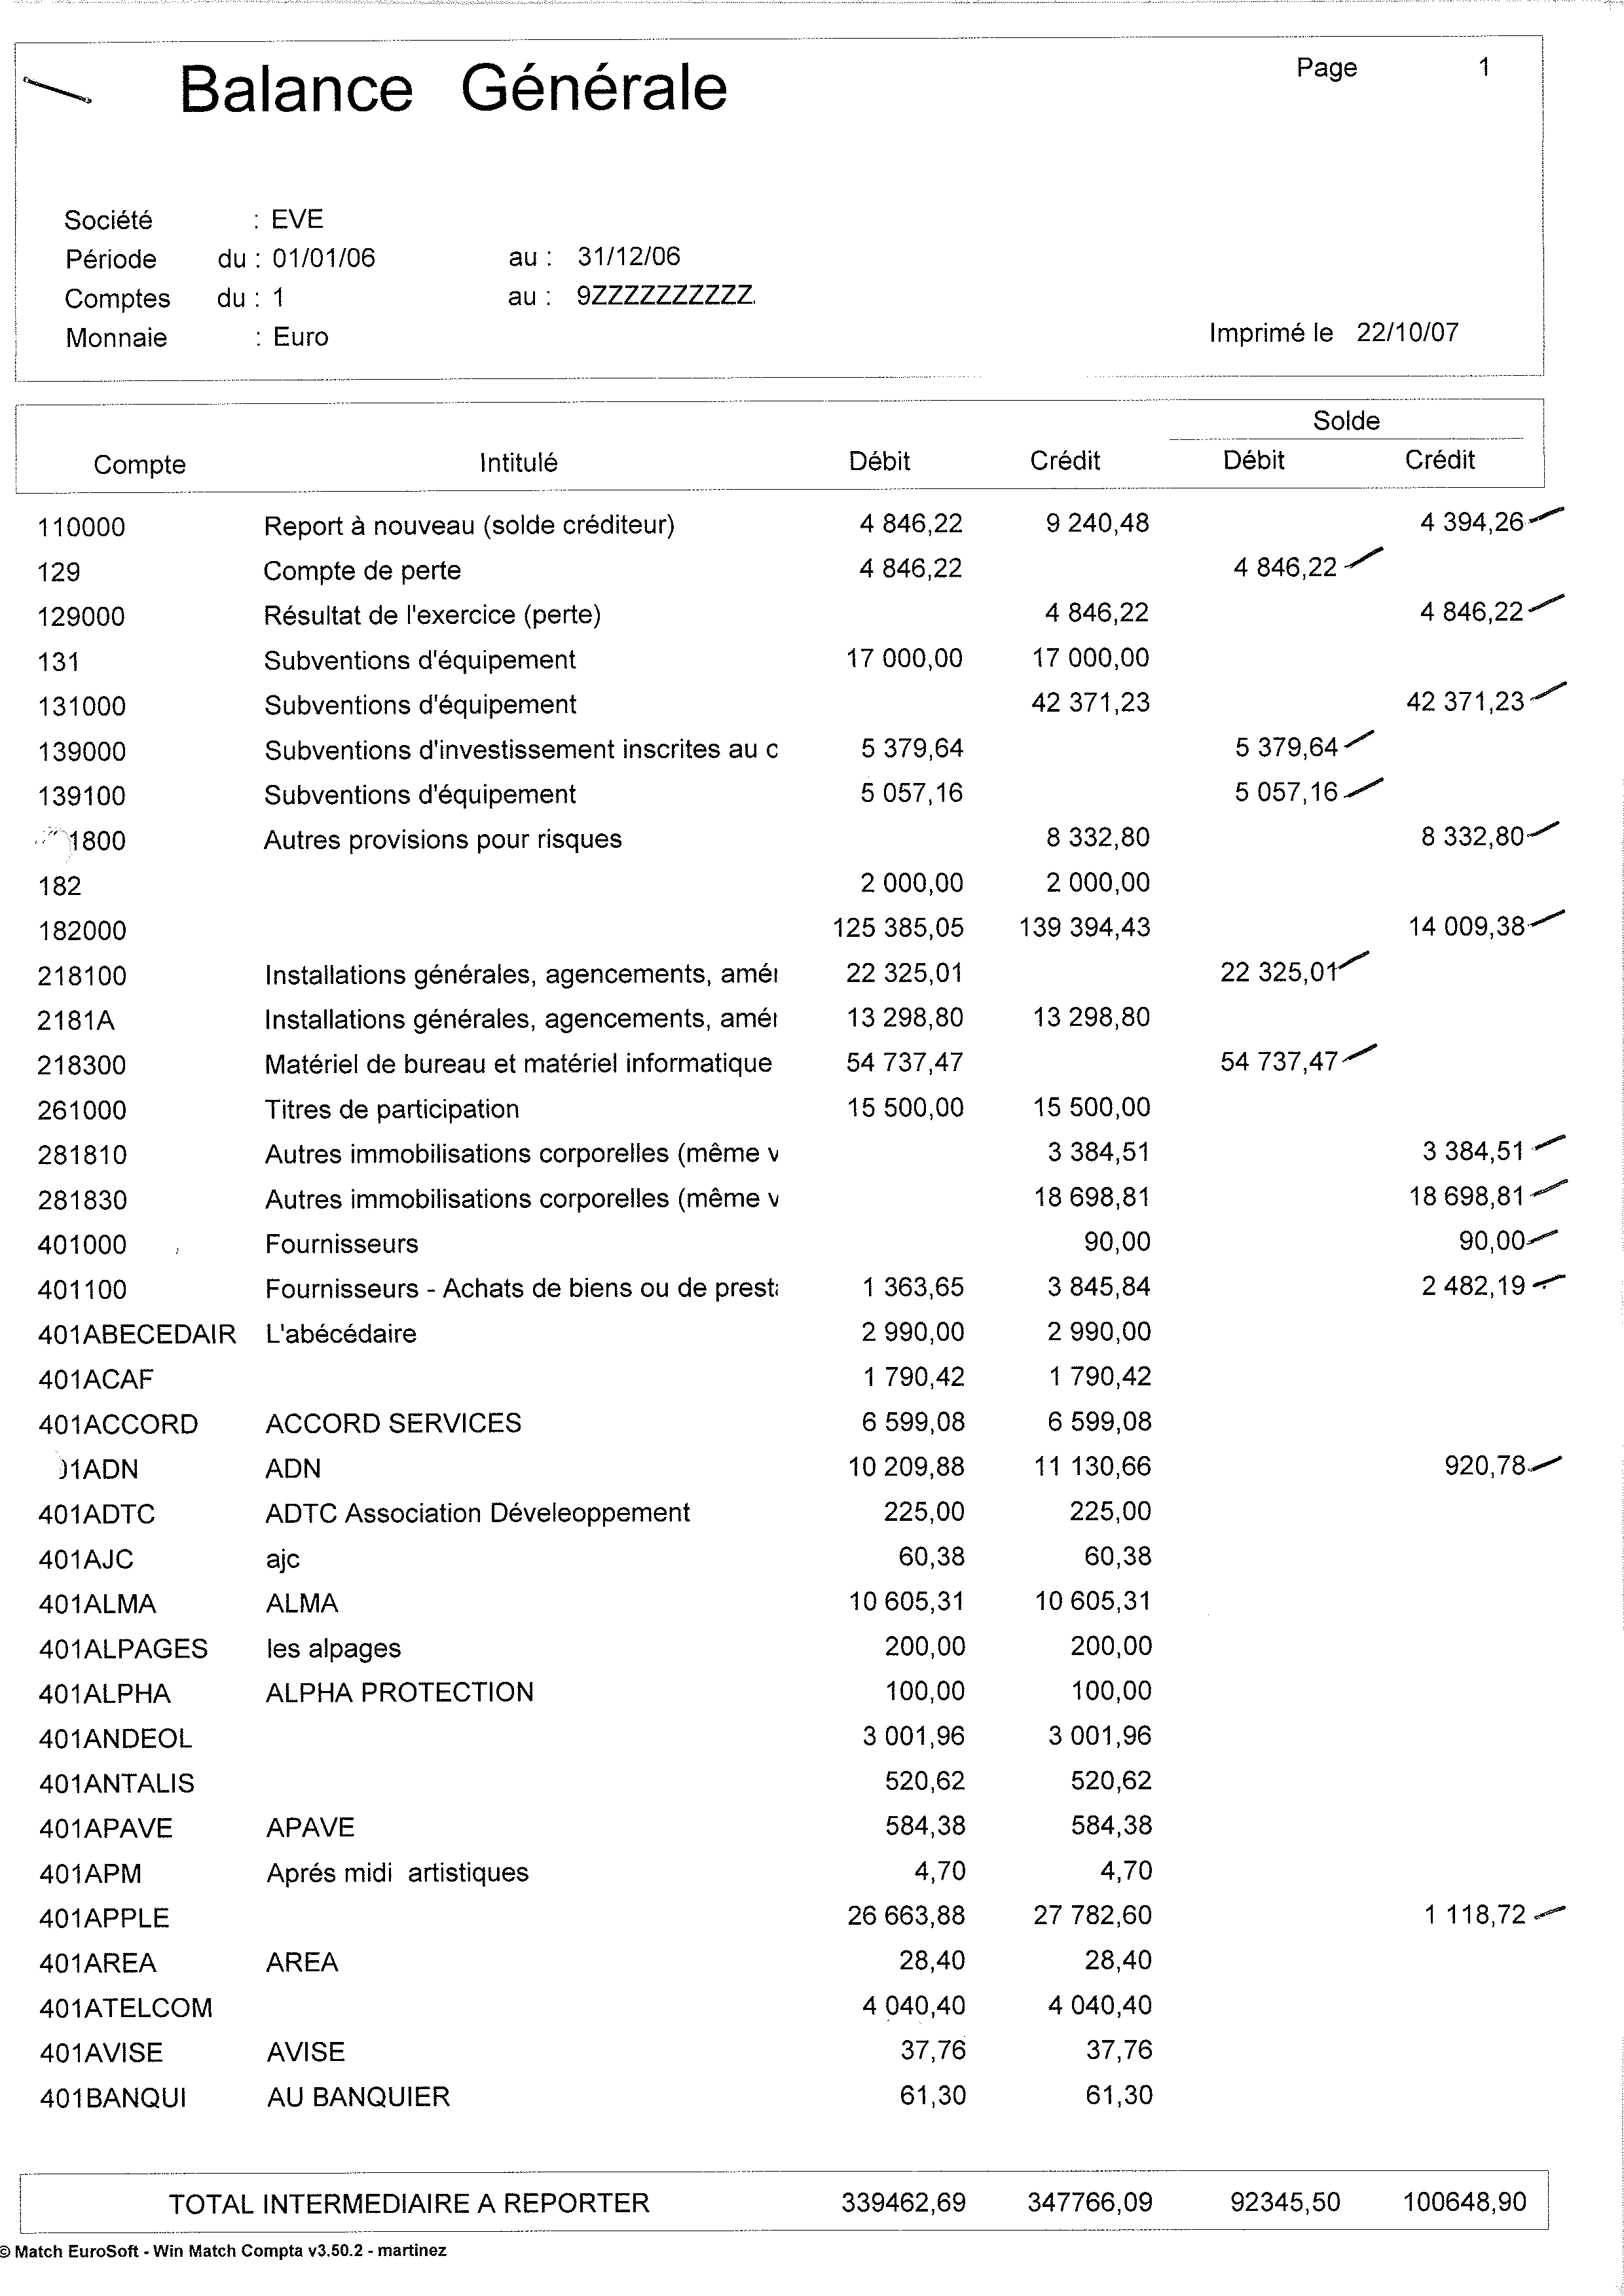 Balance Générale
Page 1
Société : EVE
Période du : 01/01/06 au : 31/12/06
Comptes du : 1 au : 9ZZZZZZZZZZ
Monnaie : Euro
Imprimé le 22/10/07
Solde
Compte Intitulé Débit Crédit Débit Crédit
110000 Report à nouveau (solde créditeur) 4 846,22 9 240,48 4 394,26
129 Compte de perte 4 846,22 4 846,22
129000 Résultat de l'exercice (perte) 4 846,22 4 846,22
131 Subventions d'équipement 17 000,00 17 000,00
131000 Subventions d'équipement 42 371,23 42 371,23
139000 Subventions d'investissement inscrites au c 5 379,64 5 379,64
139100 Subventions d'équipement 5 057,16 5 057,16
1800 Autres provisions pour risques 8 332,80 8 332,80
182 2 000,00 2 000,00
182000 125 385,05 139 394,43 14 009,38
218100 Installations générales, agencements, amé 22 325,01 22 325,01
2181A Installations générales, agencements, amé 13 298,80 13 298,80
218300 Matériel de bureau et matériel informatique 54 737,47 54 737,47
261000 Titres de participation 15 500,00 15 500,00
281810 Autres immobilisations corporelles (même v 3 384,51 3 384,51
281830 Autres immobilisations corporelles (même v 18 698,81 18 698,81
401000 Fournisseurs 90,00 90,00
401100 Fournisseurs - Achats de biens ou de prest 1 363,65 3 845,84 2 482,19
401ABECEDAIR L'abécédaire 2 990,00 2 990,00
401ACAF 1 790,42 1 790,42
401ACCORD ACCORD SERVICES 6 599,08 6 599,08
1ADN ADN 10 209,88 11 130,66 920,78
401ADTC ADTC Association Déveleoppement 225,00 225,00
401AJC ajc 60,38 60,38
401ALMA ALMA 10 605,31 10 605,31
401ALPAGES les alpages 200,00 200,00
401ALPHA ALPHA PROTECTION 100,00 100,00
401ANDEOL 3 001,96 3 001,96
401ANTALIS 520,62 520,62
401APAVE APAVE 584,38 584,38
401APM Aprés midi artistiques 4,70 4,70
401APPLE 26 663,88 27 782,60 1 118,72
401AREA AREA 28,40 28,40
401ATELCOM 4 040,40 4 040,40
401AVISE AVISE 37,76 37,76
401BANQUI AU BANQUIER 61,30 61,30
TOTAL INTERMEDIAIRE A REPORTER 339462,69 347766,09 92345,50 100648,90
© Match EuroSoft - Win Match Compta v3.50.2 - martinez